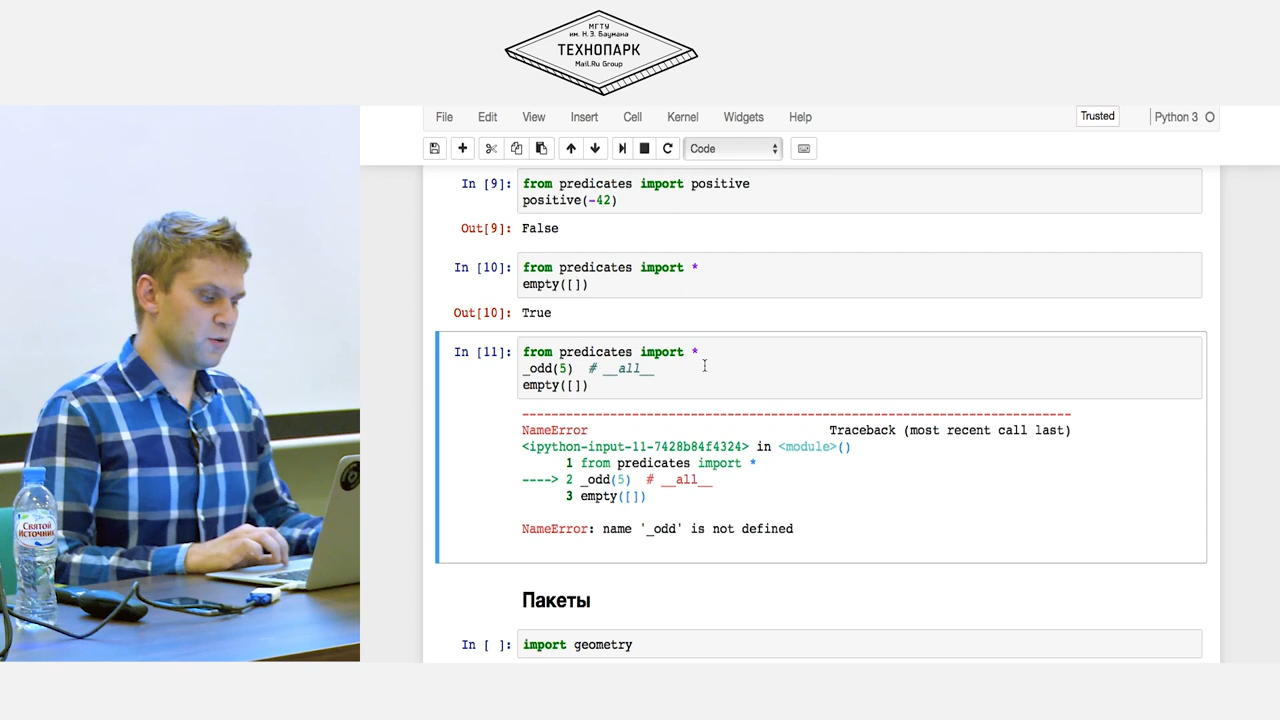 МГТУ
им. Н.Э. Баумана
ТЕХНОПАРК
Mail.Ru Group
File Edit View Insert Cell Kernel Widgets Help
Trusted
Python 3
Code
In [9]: from predicates import positive
positive(-42)
Out[9]: False
In [10]: from predicates import *
empty([])
Out[10]: True
In [11]: from predicates import *
_odd(5)  # __all__
empty([])
---------------------------------------------------------------------------
NameError Traceback (most recent call last)
<ipython-input-11-7428b84f4324> in <module>()
1 from predicates import *
----> 2 _odd(5)  # __all__
3 empty([])
NameError: name '_odd' is not defined
Пакеты
In [ ]: import geometry
СВЯТОЙ
ИСТОЧНИК